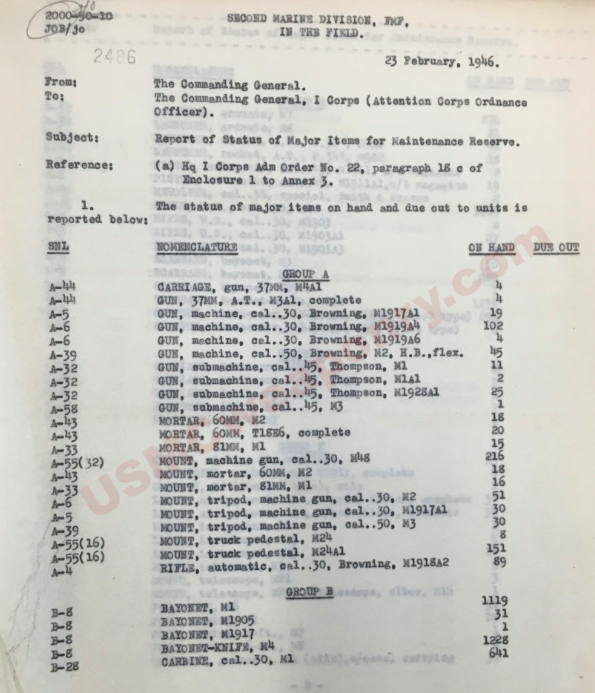 2000-50-10
JOB/jo
2486
SECOND MARINE DIVISION, FMF,
IN THE FIELD.
23 February, 1946.
From: The Commanding General.
To: The Commanding General, I Corps (Attention Corps Ordnance
Officer).
Subject: Report of Status of Major Items for Maintenance Reserve.
Reference: (a) Hq I Corps Adm Order No. 22, paragraph 18 c of
Enclosure 1 to Annex 3.
1. The status of major items on hand and due out to units is
reported below:
SNL NOMENCLATURE ON HAND DUE OUT
GROUP A
A-44 CARRIAGE, gun, 37MM, M4A1 4
A-44 GUN, 37MM, A.T., M3A1, complete 4
A-5 GUN, machine, cal..30, Browning, M1917A1 19
A-6 GUN, machine, cal..30, Browning, M1919A4 102
A-6 GUN, machine, cal..30, Browning, M1919A6 4
A-39 GUN, machine, cal..50, Browning, M2, H.B.,flex. 45
A-32 GUN, submachine, cal..45, Thompson, M1 11
A-32 GUN, submachine, cal..45, Thompson, M1A1 2
A-32 GUN, submachine, cal..45, Thompson, M1928A1 25
A-58 GUN, submachine, cal..45, M3 1
A-43 MORTAR, 60MM, M2 18
A-43 MORTAR, 60MM, T18E6, complete 20
A-33 MORTAR, 81MM, M1 15
A-55(32) MOUNT, machine gun, cal..30, M48 216
A-43 MOUNT, mortar, 60MM, M2 18
A-33 MOUNT, mortar, 81MM, M1 16
A-6 MOUNT, tripod, machine gun, cal..30, M2 51
A-5 MOUNT, tripod, machine gun, cal..30, M1917A1 30
A-39 MOUNT, tripod, machine gun, cal..50, M3 30
A-55(16) MOUNT, truck pedestal, M24 8
A-55(16) MOUNT, truck pedestal, M24A1 151
A-4 RIFLE, automatic, cal..30, Browning, M1918A2 89
GROUP B
B-8 BAYONET, M1 1119
B-8 BAYONET, M1905 31
B-8 BAYONET, M1917 1
B-8 BAYONET-KNIFE, M4 1228
B-28 CARBINE, cal..30, M1 641